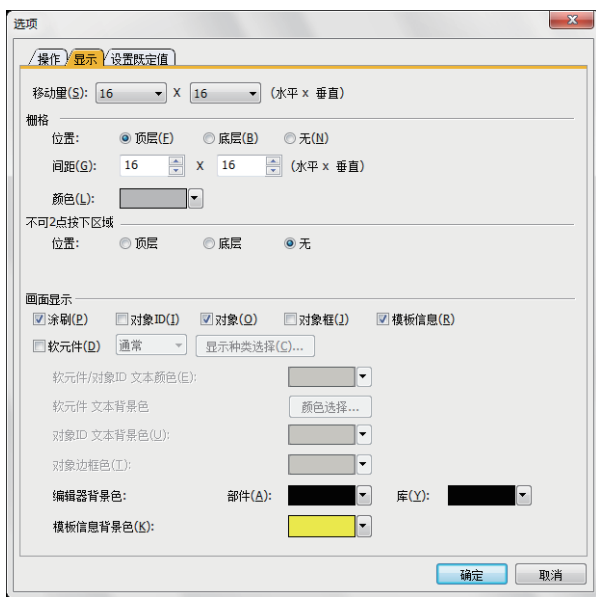 选项
操作 显示 设置既定值
移动量(S): 16 X 16 (水平 x 垂直)
栅格
位置: 顶层(F) 底层(B) 无(N)
间距(G): 16 X 16 (水平 x 垂直)
颜色(L):
不可2点按下区域
位置: 顶层 底层 无
画面显示
涂刷(P) 对象ID(I) 对象(O) 对象框(J) 模板信息(R)
软元件(D) 通常 显示种类选择(C)...
软元件/对象ID 文本颜色(E):
软元件 文本背景色 颜色选择...
对象ID 文本背景色(U):
对象边框色(T):
编辑器背景色: 部件(A): 库(Y):
模板信息背景色(K):
确定 取消